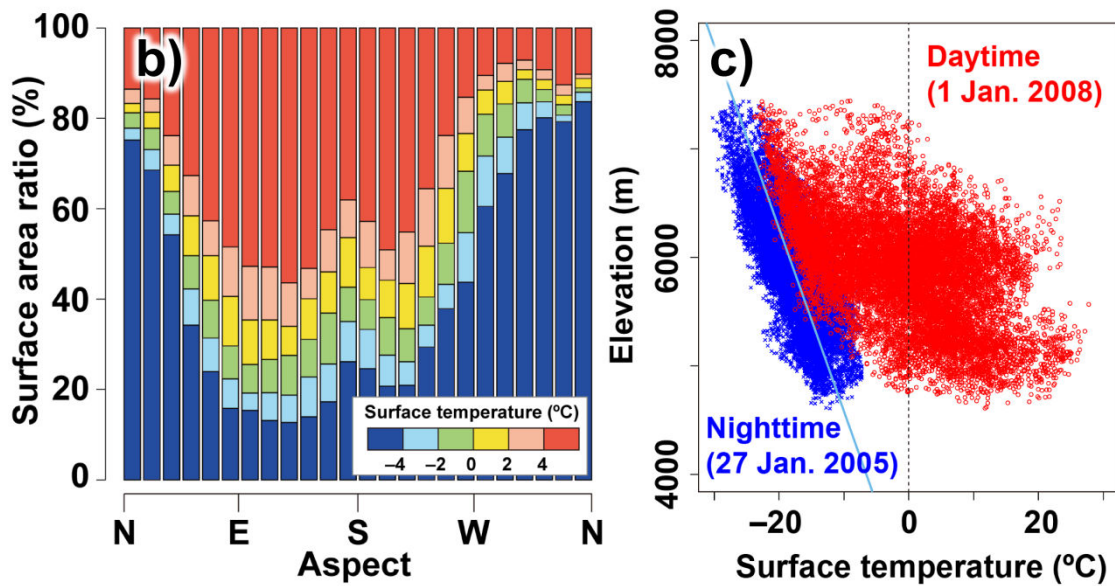 b)
Surface area ratio (%)
100
80
60
40
20
0
Surface temperature (ºC)
−4 −2 0 2 4
N E S W N
Aspect
c)
Elevation (m)
8000
6000
4000
Daytime
(1 Jan. 2008)
Nighttime
(27 Jan. 2005)
−20 0 20
Surface temperature (ºC)